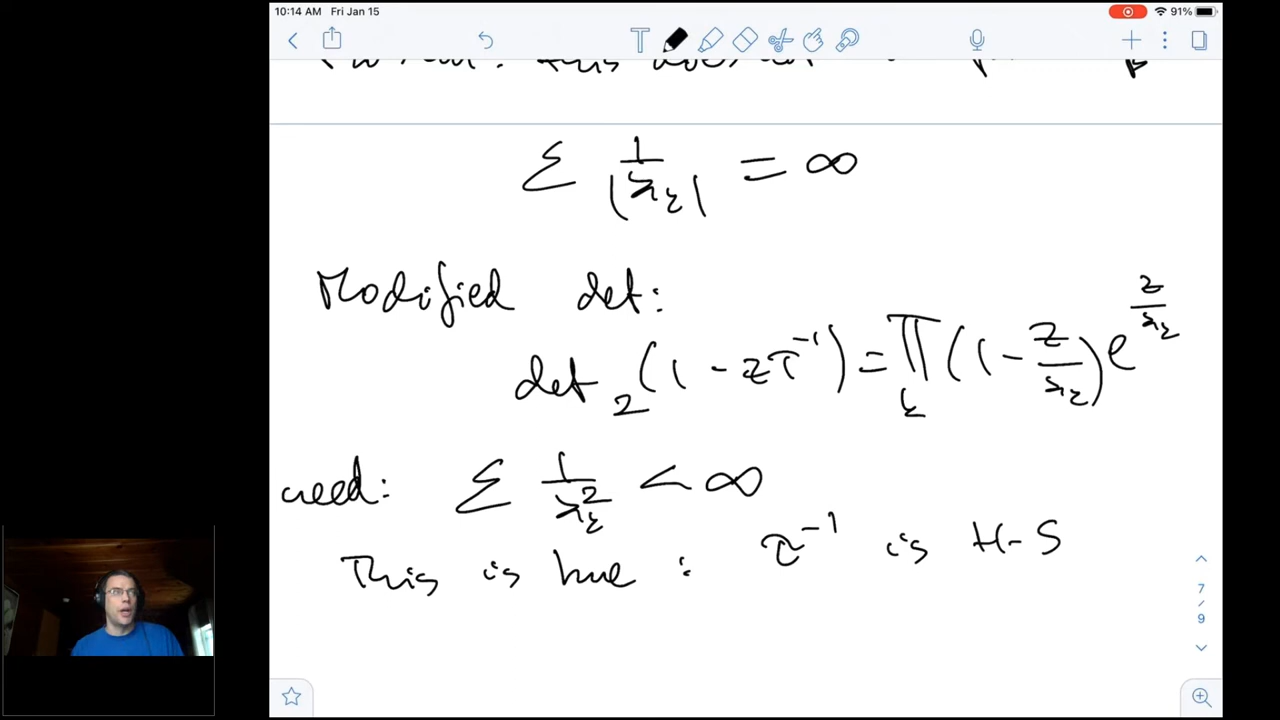 10:14 AM Fri Jan 15
91%
T
Σ 1/|λ_k| = ∞
Modified det:
det_2 (1 - zτ^{-1}) = ∏_k (1 - z/λ_k) e^{z/λ_k}
need: Σ 1/λ_k^2 < ∞
This is true : τ^{-1} is H-S
7
/
9